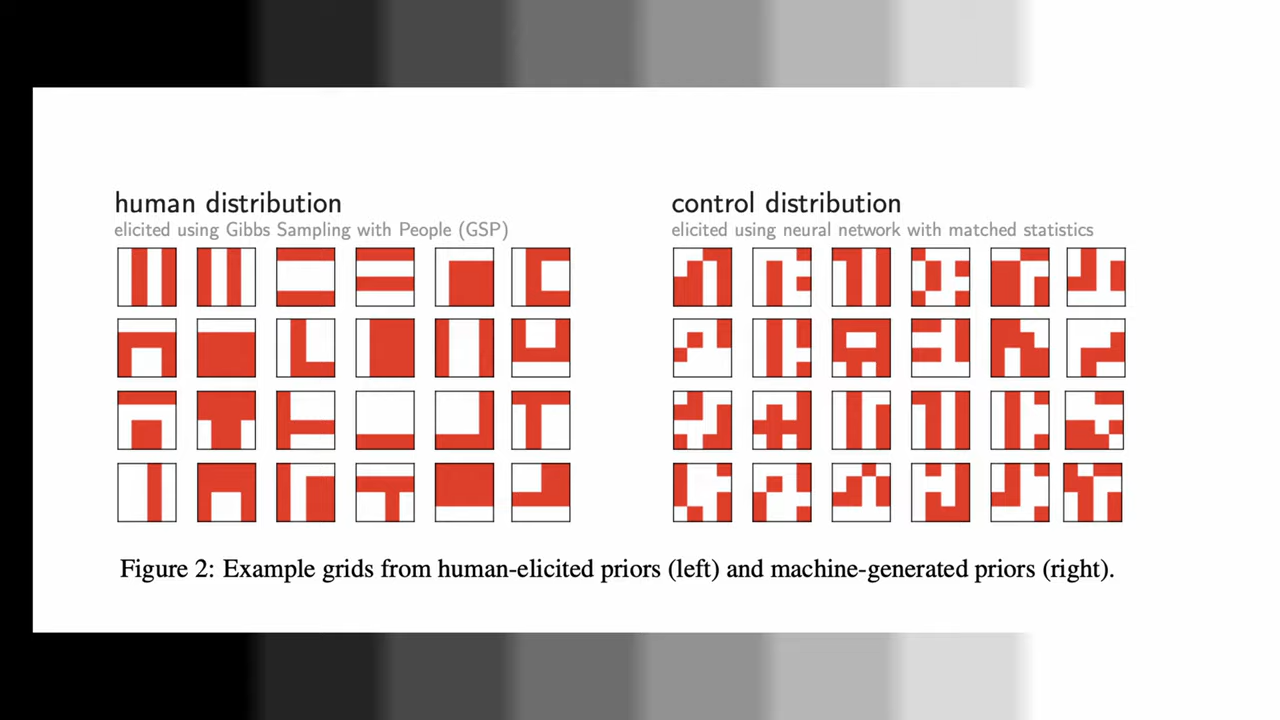 human distribution
elicited using Gibbs Sampling with People (GSP)
control distribution
elicited using neural network with matched statistics
Figure 2: Example grids from human-elicited priors (left) and machine-generated priors (right).